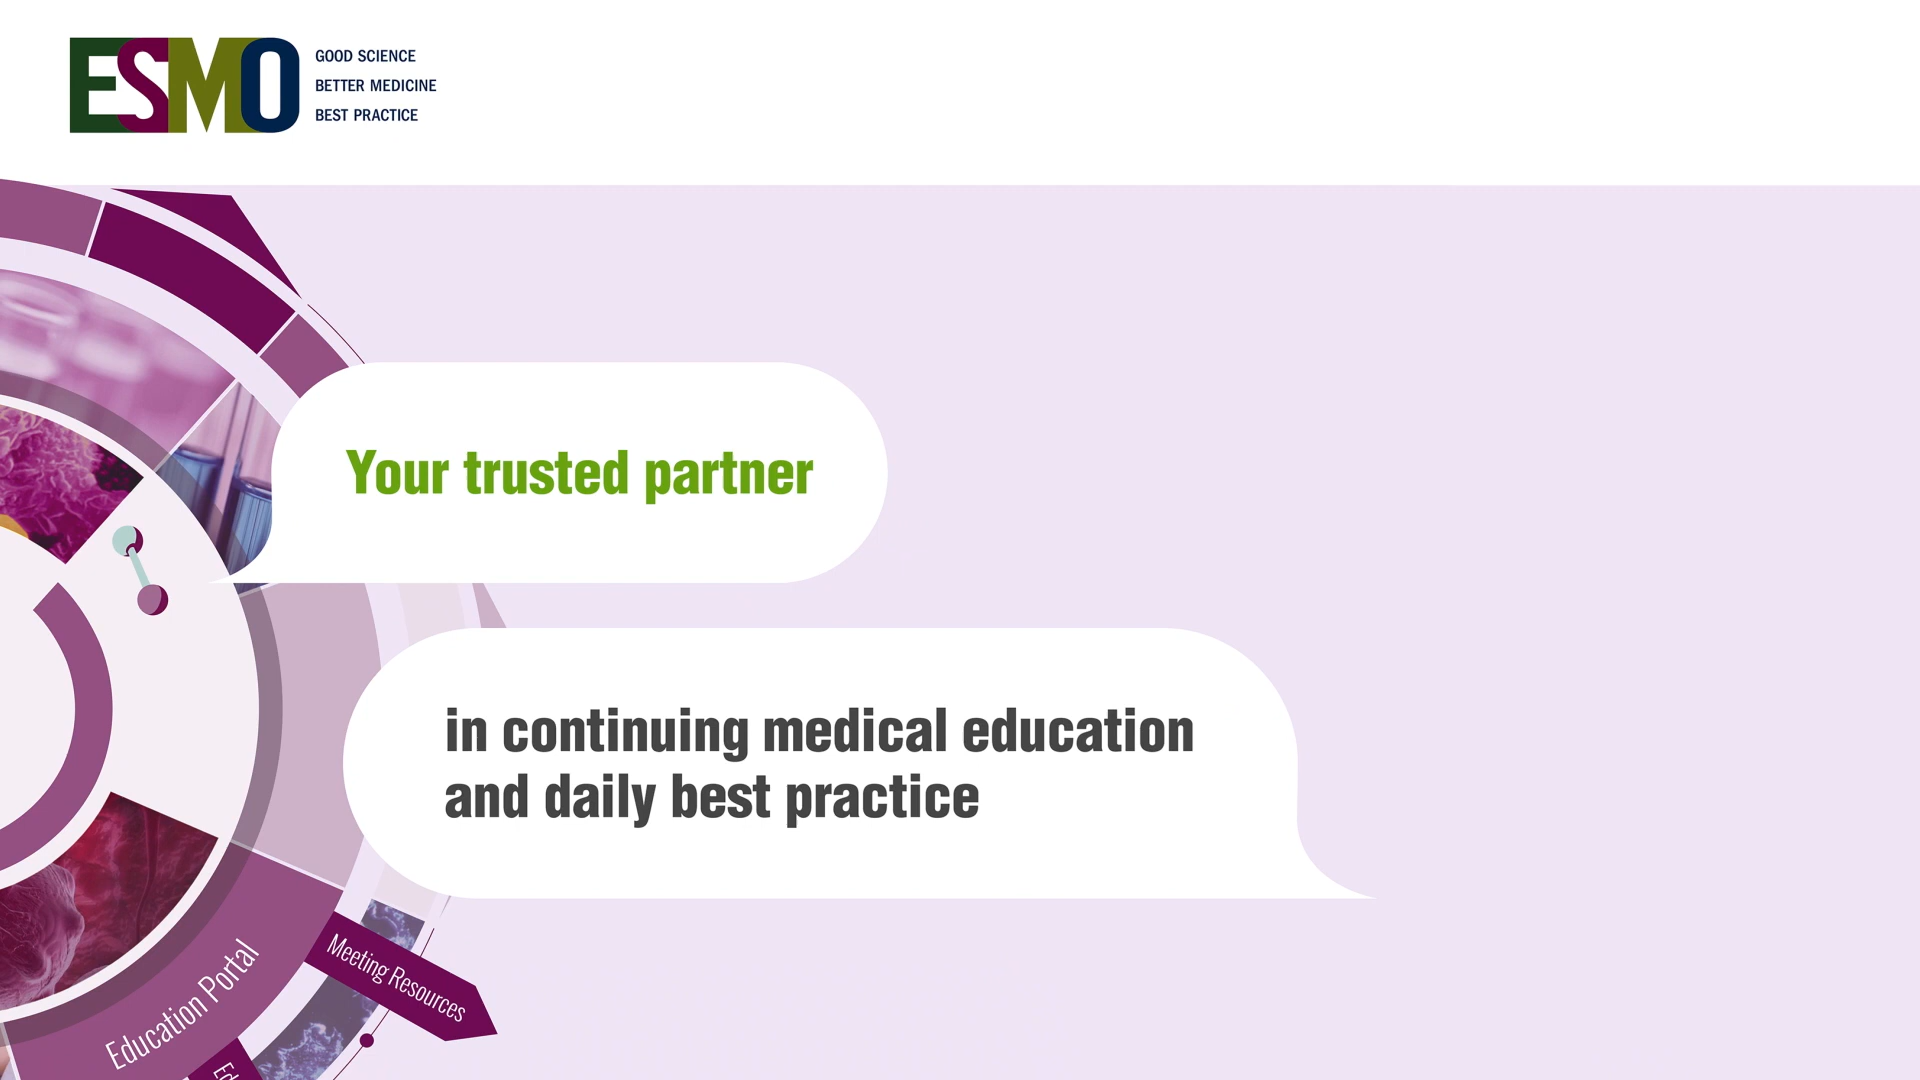 ESMO
GOOD SCIENCE
BETTER MEDICINE
BEST PRACTICE
Your trusted partner
in continuing medical education
and daily best practice
Meeting Resources
Education Portal